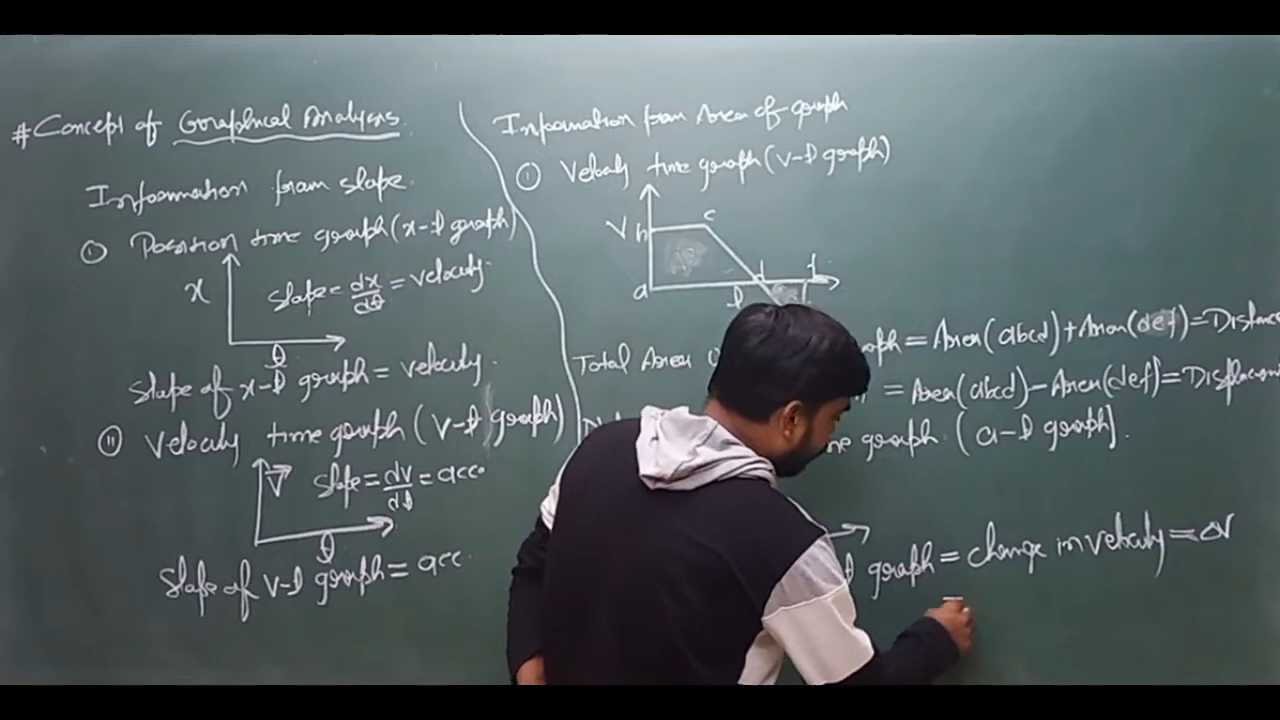 # Concept of Graphical Analysis.
Information from slope.
(i) Position time graph (x-t graph)
x
slope = dx/dt = velocity.
t
slope of x-t graph = velocity.
(ii) Velocity time graph (v-t graph)
V
slope = dv/dt = acc.
t
slope of v-t graph = acc.
Information from Area of graph
(i) Velocity time graph (v-t graph)
V b c
a t d f
Total Area graph = Area(abcd) + Area(def) = Distance
= Area(abcd) - Area(def) = Displacement
graph. (a-t graph).
graph = change in velocity = ΔV